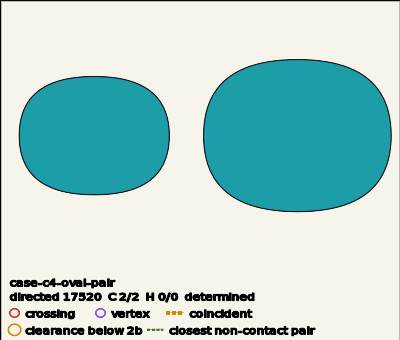 case-c4-oval-pair
directed 17520 C 2/2 H 0/0 determined
crossing vertex coincident
clearance below 2b closest non-contact pair